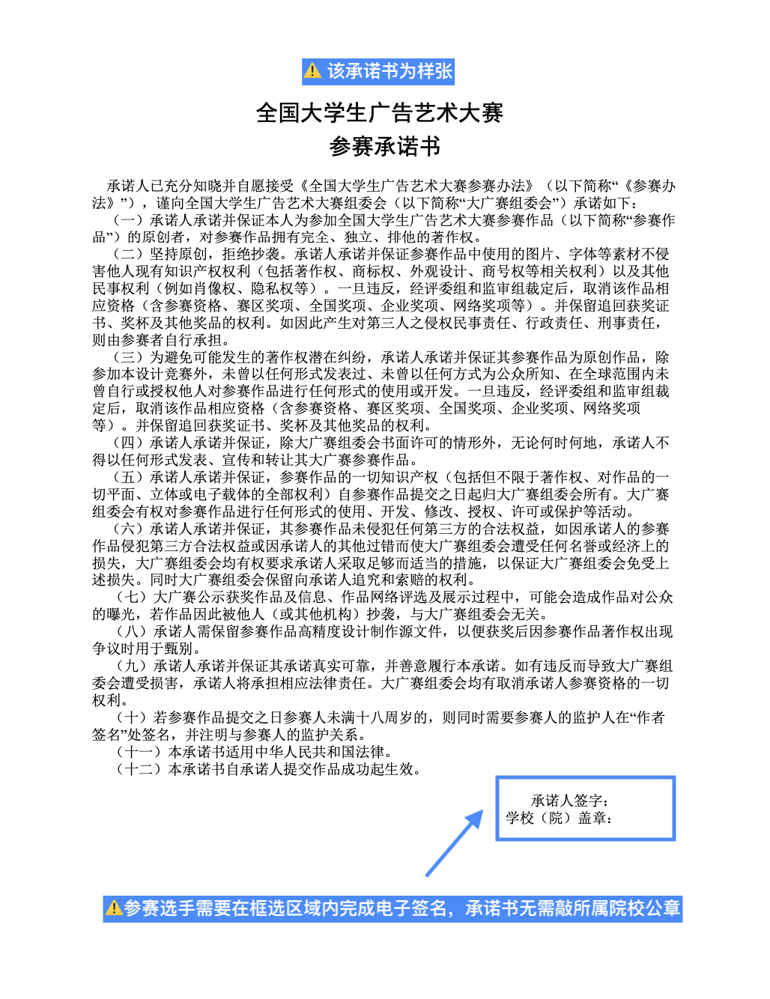 ⚠️ 该承诺书为样张
全国大学生广告艺术大赛
参赛承诺书
承诺人已充分知晓并自愿接受《全国大学生广告艺术大赛参赛办法》（以下简称“《参赛办
法》”），谨向全国大学生广告艺术大赛组委会（以下简称“大广赛组委会”）承诺如下：
（一）承诺人承诺并保证本人为参加全国大学生广告艺术大赛参赛作品（以下简称“参赛作
品”）的原创者，对参赛作品拥有完全、独立、排他的著作权。
（二）坚持原创，拒绝抄袭。承诺人承诺并保证参赛作品中使用的图片、字体等素材不侵
害他人现有知识产权权利（包括著作权、商标权、外观设计、商号权等相关权利）以及其他
民事权利（例如肖像权、隐私权等）。一旦违反，经评委组和监审组裁定后，取消该作品相
应资格（含参赛资格、赛区奖项、全国奖项、企业奖项、网络奖项等）。并保留追回获奖证
书、奖杯及其他奖品的权利。如因此产生对第三人之侵权民事责任、行政责任、刑事责任，
则由参赛者自行承担。
（三）为避免可能发生的著作权潜在纠纷，承诺人承诺并保证其参赛作品为原创作品，除
参加本设计竞赛外，未曾以任何形式发表过、未曾以任何方式为公众所知、在全球范围内未
曾自行或授权他人对参赛作品进行任何形式的使用或开发。一旦违反，经评委组和监审组裁
定后，取消该作品相应资格（含参赛资格、赛区奖项、全国奖项、企业奖项、网络奖项
等）。并保留追回获奖证书、奖杯及其他奖品的权利。
（四）承诺人承诺并保证，除大广赛组委会书面许可的情形外，无论何时何地，承诺人不
得以任何形式发表、宣传和转让其大广赛参赛作品。
（五）承诺人承诺并保证，参赛作品的一切知识产权（包括但不限于著作权、对作品的一
切平面、立体或电子载体的全部权利）自参赛作品提交之日起归大广赛组委会所有。大广赛
组委会有权对参赛作品进行任何形式的使用、开发、修改、授权、许可或保护等活动。
（六）承诺人承诺并保证，其参赛作品未侵犯任何第三方的合法权益，如因承诺人的参赛
作品侵犯第三方合法权益或因承诺人的其他过错而使大广赛组委会遭受任何名誉或经济上的
损失，大广赛组委会均有权要求承诺人采取足够而适当的措施，以保证大广赛组委会免受上
述损失。同时大广赛组委会保留向承诺人追究和索赔的权利。
（七）大广赛公示获奖作品及信息、作品网络评选及展示过程中，可能会造成作品对公众
的曝光，若作品因此被他人（或其他机构）抄袭，与大广赛组委会无关。
（八）承诺人需保留参赛作品高精度设计制作源文件，以便获奖后因参赛作品著作权出现
争议时用于甄别。
（九）承诺人承诺并保证其承诺真实可靠，并善意履行本承诺。如有违反而导致大广赛组
委会遭受损害，承诺人将承担相应法律责任。大广赛组委会均有取消承诺人参赛资格的一切
权利。
（十）若参赛作品提交之日参赛人未满十八周岁的，则同时需要参赛人的监护人在“作者
签名”处签名，并注明与参赛人的监护关系。
（十一）本承诺书适用中华人民共和国法律。
（十二）本承诺书自承诺人提交作品成功起生效。
承诺人签字：
学校（院）盖章：
⚠️参赛选手需要在框选区域内完成电子签名，承诺书无需敲所属院校公章